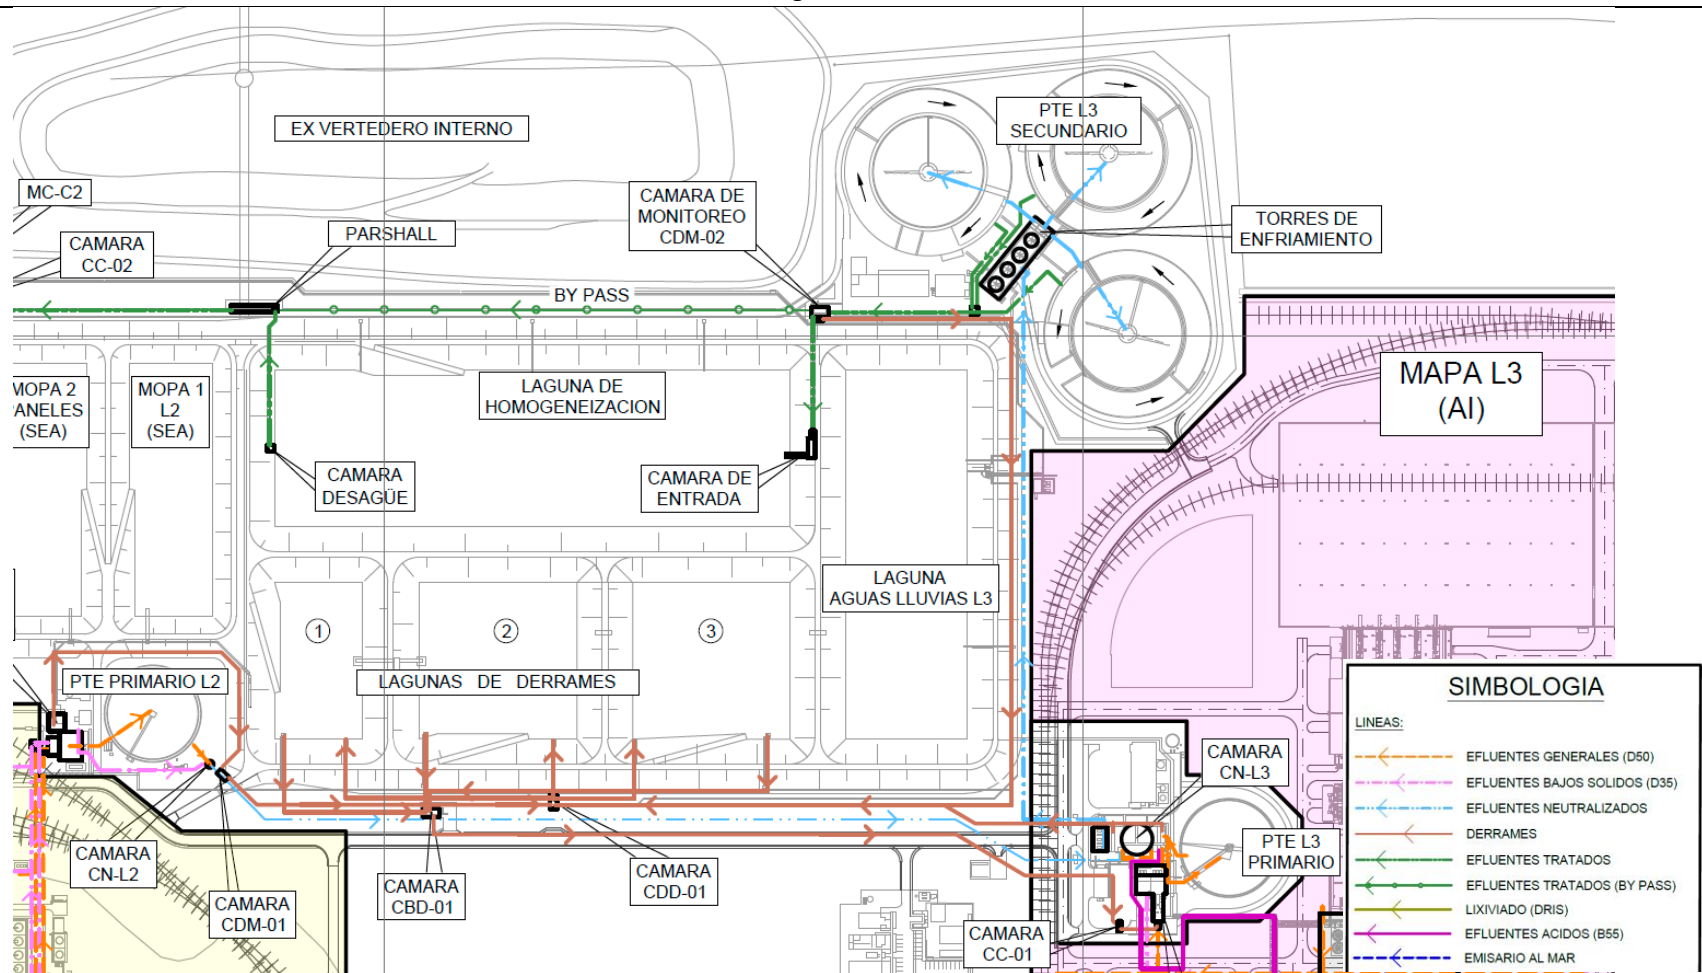 EX VERTEDERO INTERNO
PTE L3
SECUNDARIO
MC-C2
CAMARA DE
MONITOREO
CDM-02
PARSHALL
TORRES DE
ENFRIAMIENTO
CAMARA
CC-02
BY PASS
MAPA L3
(AI)
MOPA 2
PANELES
(SEA)
MOPA 1
L2
(SEA)
LAGUNA DE
HOMOGENEIZACION
CAMARA
DESAGÜE
CAMARA DE
ENTRADA
LAGUNA
AGUAS LLUVIAS L3
1
2
3
PTE PRIMARIO L2
LAGUNAS DE DERRAMES
CAMARA
CN-L3
PTE L3
PRIMARIO
CAMARA
CN-L2
CAMARA
CDM-01
CAMARA
CBD-01
CAMARA
CDD-01
CAMARA
CC-01
SIMBOLOGIA
LINEAS:
EFLUENTES GENERALES (D50)
EFLUENTES BAJOS SOLIDOS (D35)
EFLUENTES NEUTRALIZADOS
DERRAMES
EFLUENTES TRATADOS
EFLUENTES TRATADOS (BY PASS)
LIXIVIADO (DRIS)
EFLUENTES ACIDOS (B55)
EMISARIO AL MAR